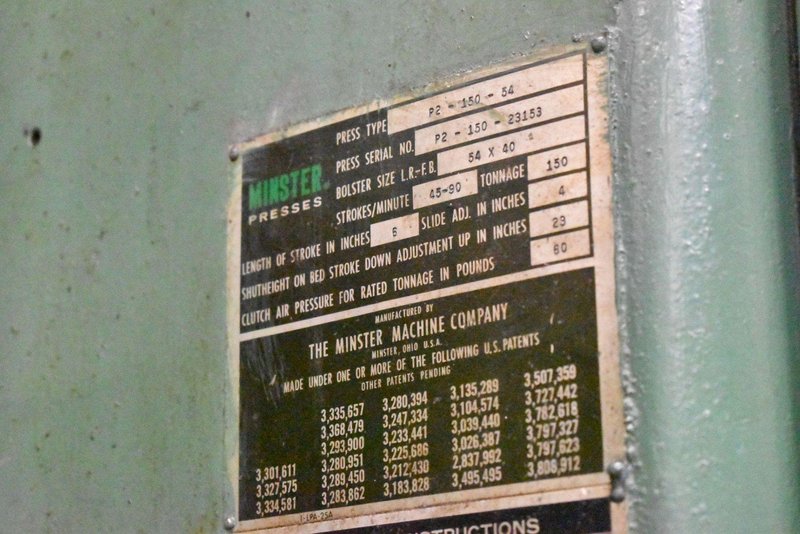 PRESS TYPE P2 - 150 - 54
PRESS SERIAL NO. P2 - 150 - 23153
BOLSTER SIZE L.R.-F.B. 54 X 40
STROKES/MINUTE 45-90 TONNAGE 150
MINSTER
PRESSES
LENGTH OF STROKE IN INCHES 6 SLIDE ADJ. IN INCHES 4
SHUTHEIGHT ON BED STROKE DOWN ADJUSTMENT UP IN INCHES 23
CLUTCH AIR PRESSURE FOR RATED TONNAGE IN POUNDS 60
MANUFACTURED BY
THE MINSTER MACHINE COMPANY
MINSTER, OHIO U.S.A.
MADE UNDER ONE OR MORE OF THE FOLLOWING U.S. PATENTS
OTHER PATENTS PENDING
3,335,657 3,280,394 3,135,289 3,507,359
3,368,479 3,247,334 3,104,574 3,727,442
3,293,900 3,233,441 3,039,440 3,782,618
3,301,611 3,280,951 3,225,686 3,026,387 3,797,327
3,327,575 3,289,450 3,212,430 2,837,992 3,797,623
3,334,581 3,283,862 3,183,828 3,495,495 3,808,912
I-LPA-25A
INSTRUCTIONS